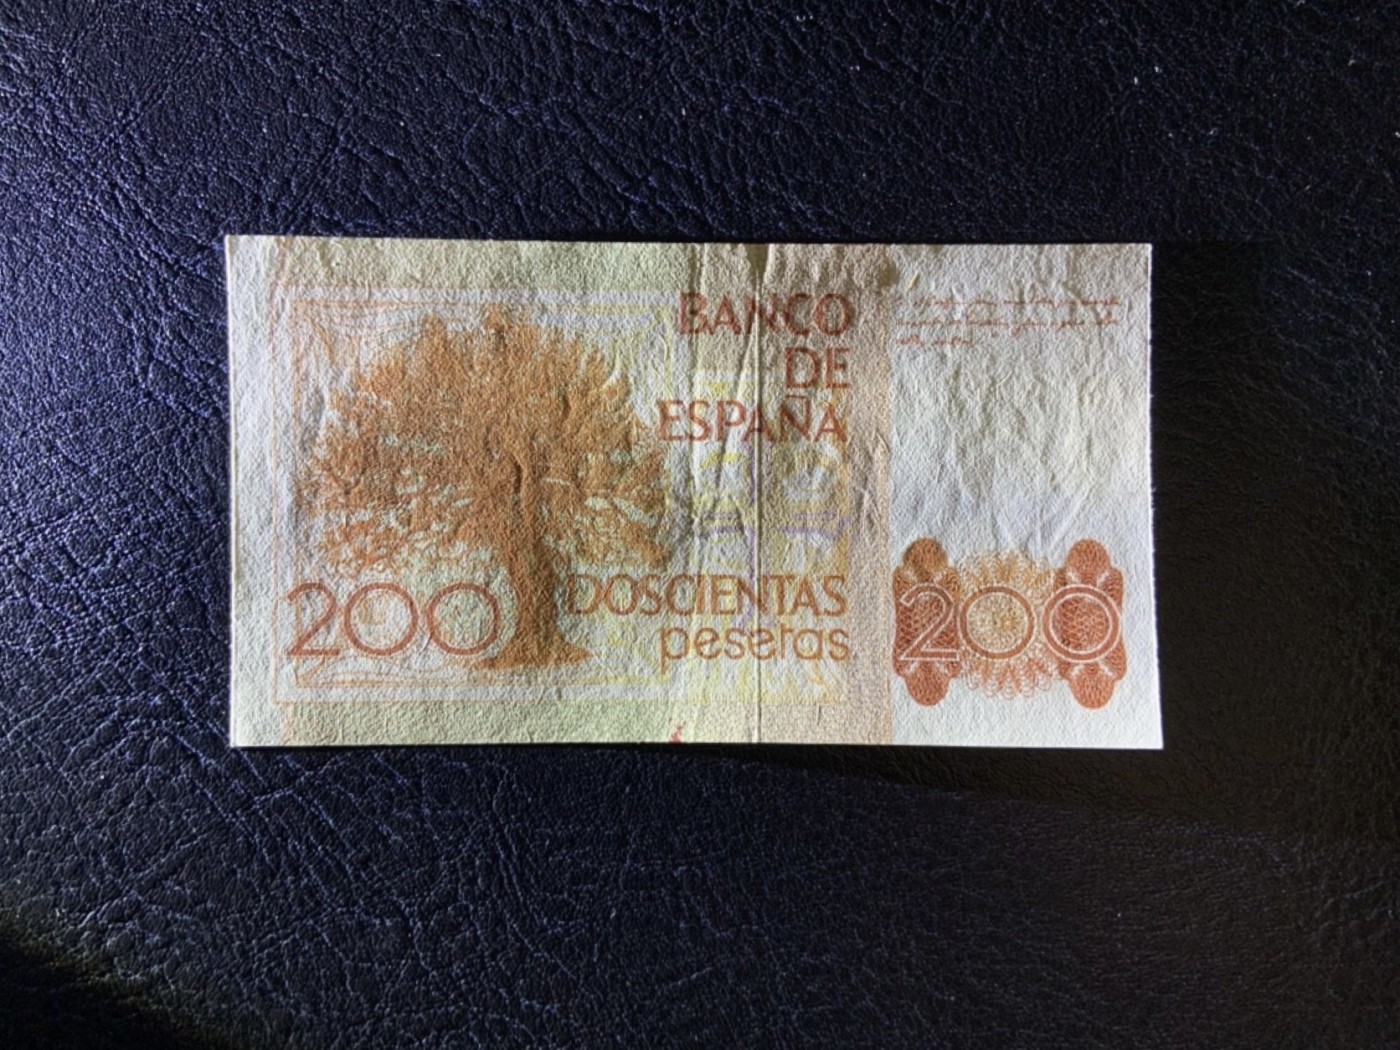 BANCO
DE
ESPAÑA
200
DOSCIENTAS
pesetas
200